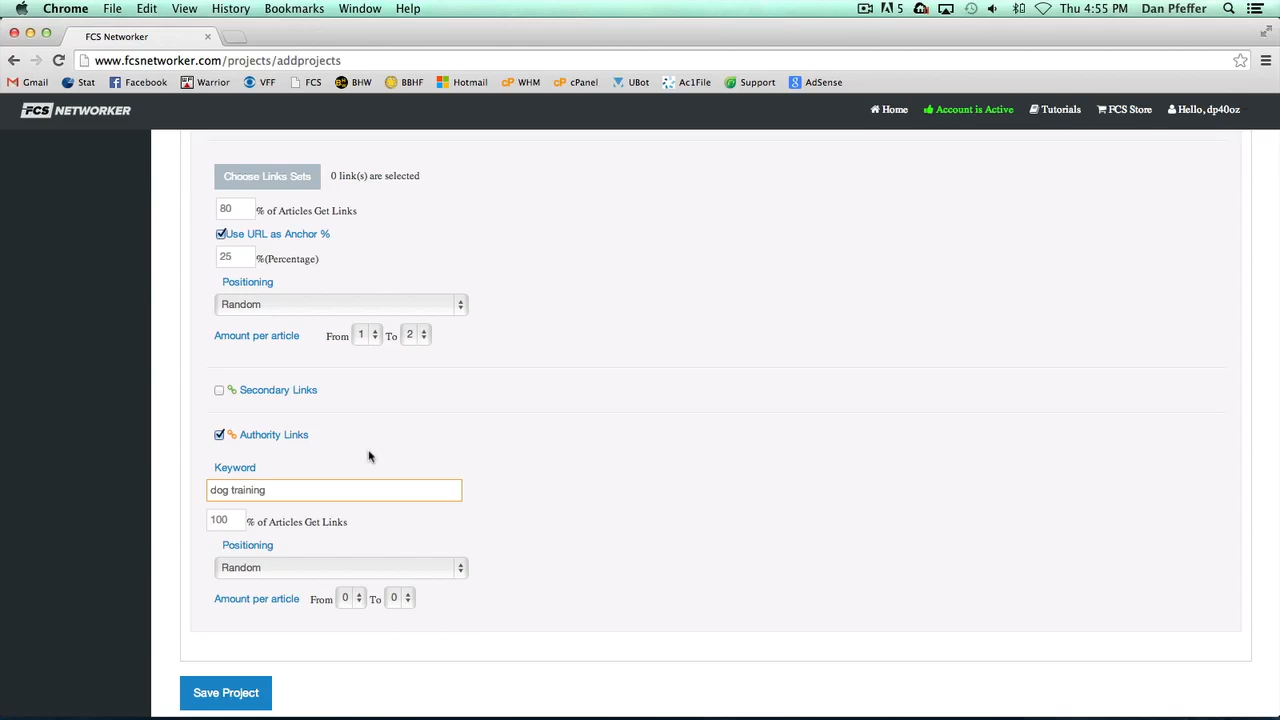 Chrome File Edit View History Bookmarks Window Help 5 Thu 4:55 PM Dan Pfeffer
FCS Networker
www.fcsnetworker.com/projects/addprojects
Gmail Stat Facebook Warrior VFF FCS BHW BBHF Hotmail WHM cPanel UBot Ac1File Support AdSense
FCS NETWORKER Home Account is Active Tutorials FCS Store Hello, dp40oz
Choose Links Sets 0 link(s) are selected
80 % of Articles Get Links
Use URL as Anchor %
25 %(Percentage)
Positioning
Random
Amount per article From 1 To 2
Secondary Links
Authority Links
Keyword
dog training
100 % of Articles Get Links
Positioning
Random
Amount per article From 0 To 0
Save Project